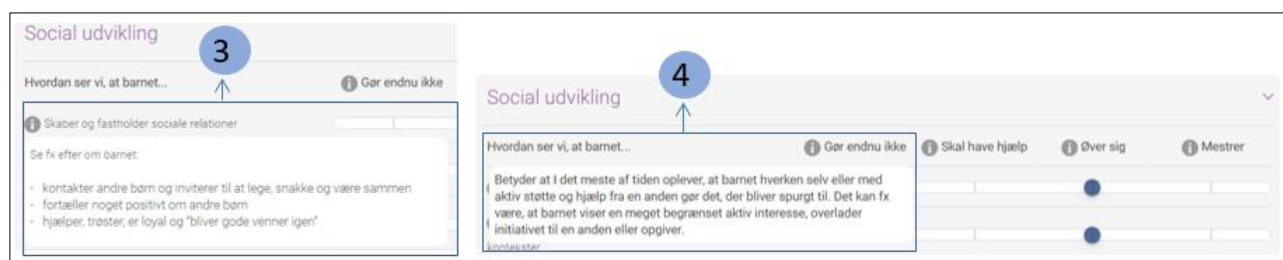 Social udvikling
3
Hvordan ser vi, at barnet...
Gør endnu ikke
Skaber og fastholder sociale relationer
Se fx efter om barnet:
- kontakter andre børn og inviterer til at lege, snakke og være sammen
- fortæller noget positivt om andre børn
- hjælper, trøster, er loyal og "bliver gode venner igen"
4
Social udvikling
Hvordan ser vi, at barnet...
Gør endnu ikke
Skal have hjælp
Øver sig
Mestrer
Betyder at I det meste af tiden oplever, at barnet hverken selv eller med
aktiv støtte og hjælp fra en anden gør det, der bliver spurgt til. Det kan fx
være, at barnet viser en meget begrænset aktiv interesse, overlader
initiativet til en anden eller opgiver.
kontekster